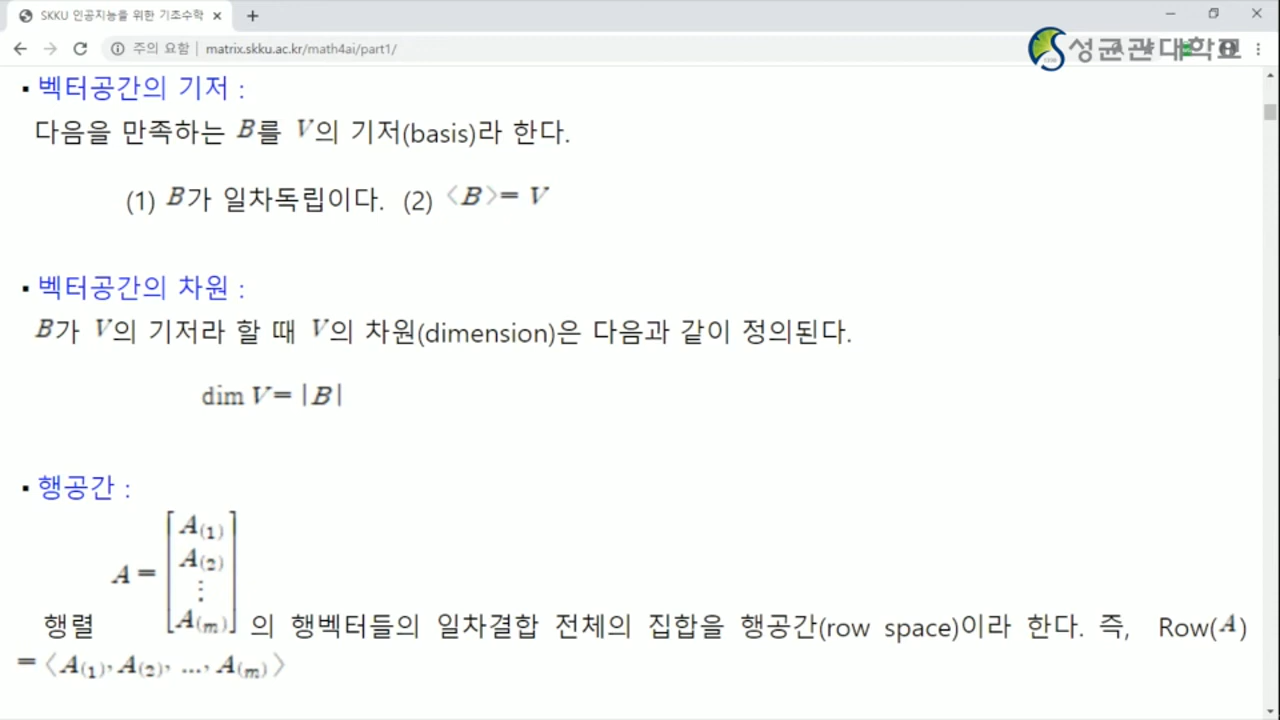 SKKU 인공지능을 위한 기초수학
주의 요함 | matrix.skku.ac.kr/math4ai/part1/
성균관대학교
▪ 벡터공간의 기저 :
다음을 만족하는 B를 V의 기저(basis)라 한다.
(1) B가 일차독립이다. (2) 〈B〉= V
▪ 벡터공간의 차원 :
B가 V의 기저라 할 때 V의 차원(dimension)은 다음과 같이 정의된다.
dim V= |B|
▪ 행공간 :
A(1)
A(2)
A = ⋮
행렬 A(m) 의 행벡터들의 일차결합 전체의 집합을 행공간(row space)이라 한다. 즉, Row(A)
=〈A(1), A(2), ..., A(m)〉